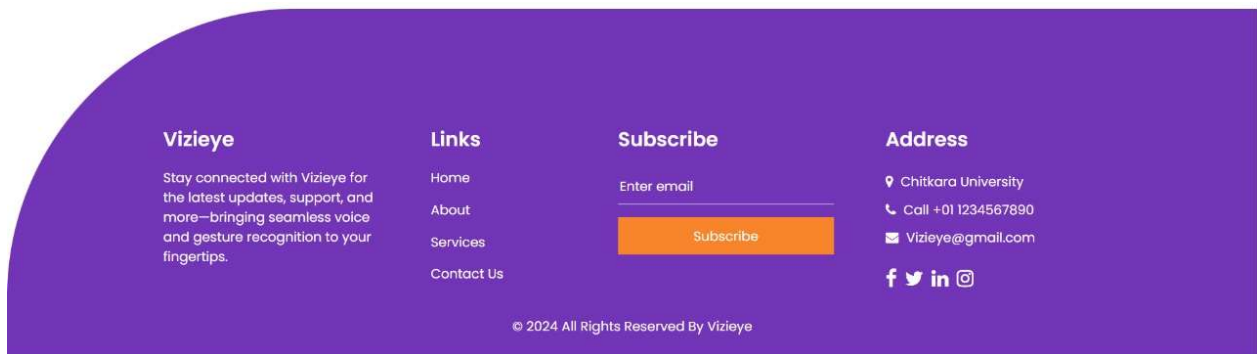 Vizieye
Stay connected with Vizieye for
the latest updates, support, and
more—bringing seamless voice
and gesture recognition to your
fingertips.
Links
Home
About
Services
Contact Us
Subscribe
Enter email
Subscribe
Address
Chitkara University
Call +01 1234567890
Vizieye@gmail.com
© 2024 All Rights Reserved By Vizieye